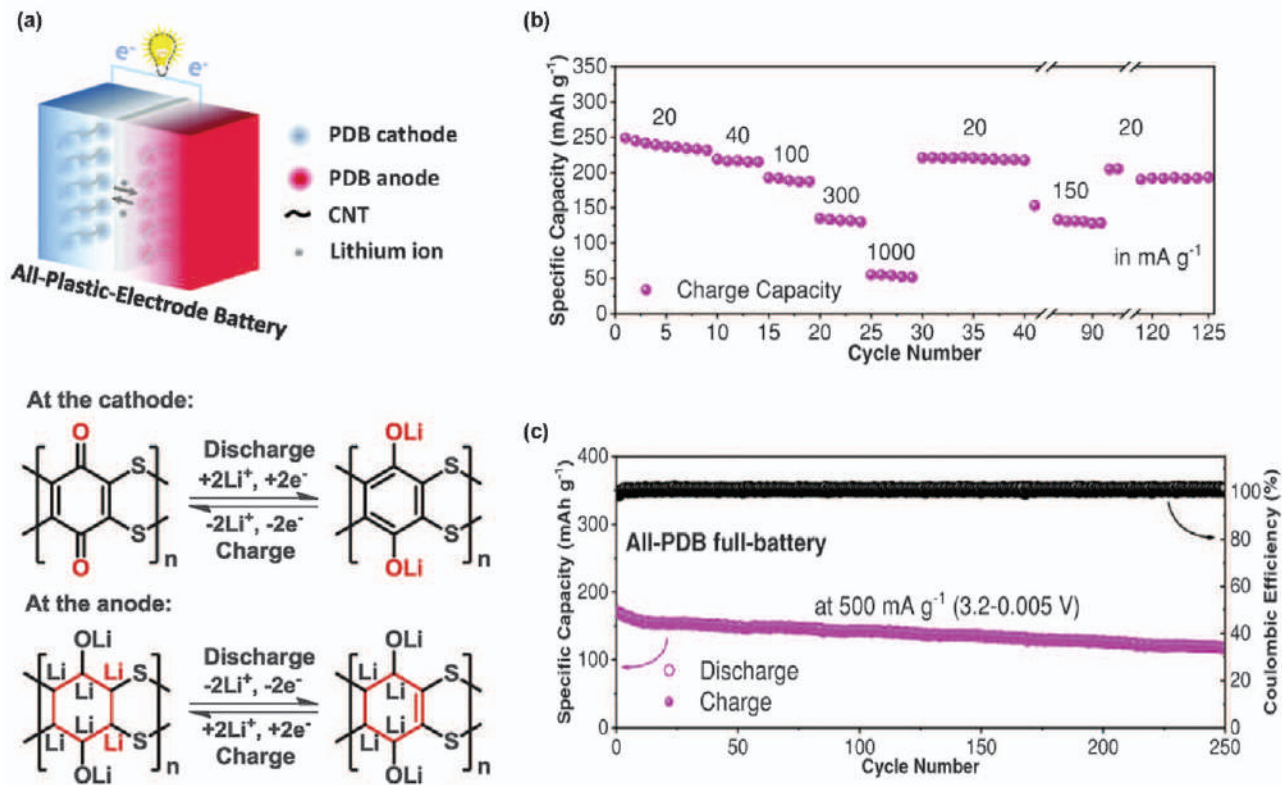 (a)
e⁻
e⁻
PDB cathode
PDB anode
CNT
Lithium ion
All-Plastic-Electrode Battery
At the cathode:
O
O
n
S
S
Discharge
+2Li⁺, +2e⁻
-2Li⁺, -2e⁻
Charge
OLi
OLi
S
S
n
At the anode:
OLi
Li
Li
Li
Li
Li
Li
OLi
S
S
n
Discharge
-2Li⁺, -2e⁻
+2Li⁺, +2e⁻
Charge
OLi
Li
Li
Li
Li
OLi
S
S
n
(b)
Specific Capacity (mAh g⁻¹)
350
300
250
200
150
100
50
0
20
40
100
300
1000
20
150
20
in mA g⁻¹
Charge Capacity
0 5 10 15 20 25 30 35 40 90 120 125
Cycle Number
(c)
Specific Capacity (mAh g⁻¹)
400
300
200
100
0
All-PDB full-battery
at 500 mA g⁻¹ (3.2-0.005 V)
Discharge
Charge
100
80
60
40
20
0
Coulombic Efficiency (%)
0 50 100 150 200 250
Cycle Number